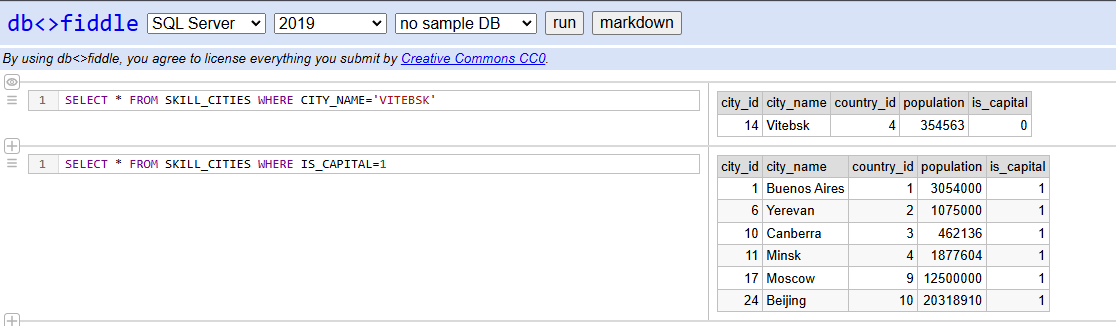 db<>fiddle SQL Server 2019 no sample DB run markdown
By using db<>fiddle, you agree to license everything you submit by Creative Commons CC0.
1 SELECT * FROM SKILL_CITIES WHERE CITY_NAME='VITEBSK'
city_id city_name country_id population is_capital
14 Vitebsk 4 354563 0
1 SELECT * FROM SKILL_CITIES WHERE IS_CAPITAL=1
city_id city_name country_id population is_capital
1 Buenos Aires 1 3054000 1
6 Yerevan 2 1075000 1
10 Canberra 3 462136 1
11 Minsk 4 1877604 1
17 Moscow 9 12500000 1
24 Beijing 10 20318910 1